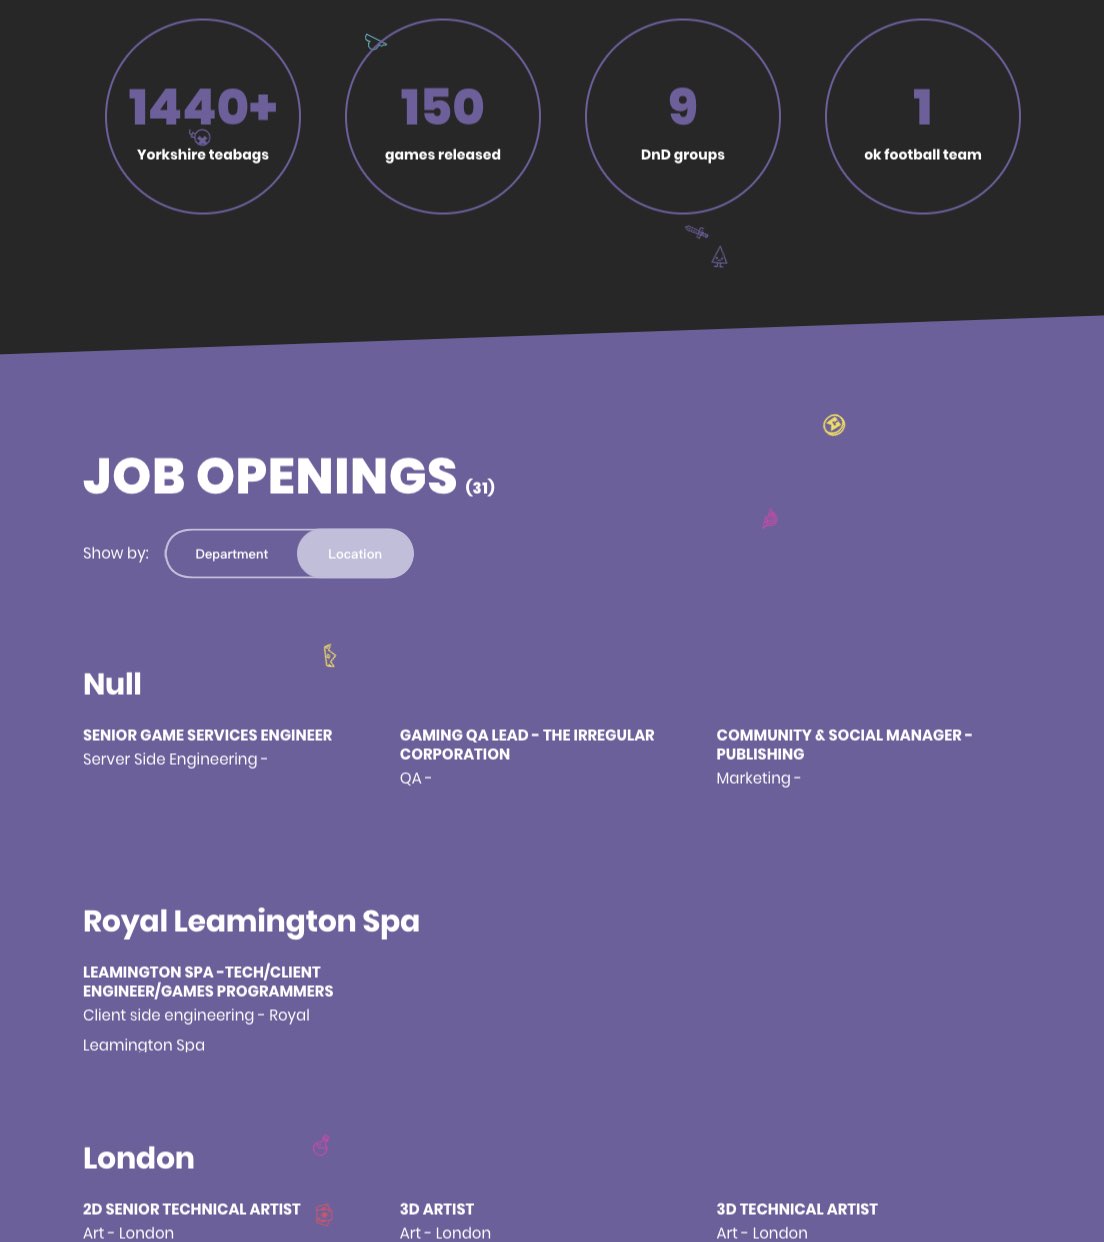 1440+
Yorkshire teabags
150
games released
9
DnD groups
1
ok football team
JOB OPENINGS (31)
Show by: Department Location
Null
SENIOR GAME SERVICES ENGINEER
Server Side Engineering -
GAMING QA LEAD - THE IRREGULAR
CORPORATION
QA -
COMMUNITY & SOCIAL MANAGER -
PUBLISHING
Marketing -
Royal Leamington Spa
LEAMINGTON SPA -TECH/CLIENT
ENGINEER/GAMES PROGRAMMERS
Client side engineering - Royal
Leamington Spa
London
2D SENIOR TECHNICAL ARTIST
Art - London
3D ARTIST
Art - London
3D TECHNICAL ARTIST
Art - London